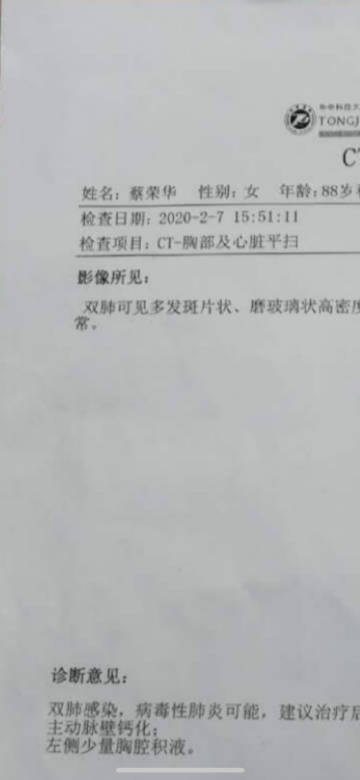 华中科技大
TONGJ
CT
姓名：蔡荣华 性别：女 年龄：88岁
检查日期：2020-2-7 15:51:11
检查项目：CT-胸部及心脏平扫
影像所见：
双肺可见多发斑片状、磨玻璃状高密度
常。
诊断意见：
双肺感染，病毒性肺炎可能，建议治疗后
主动脉壁钙化；
左侧少量胸腔积液。